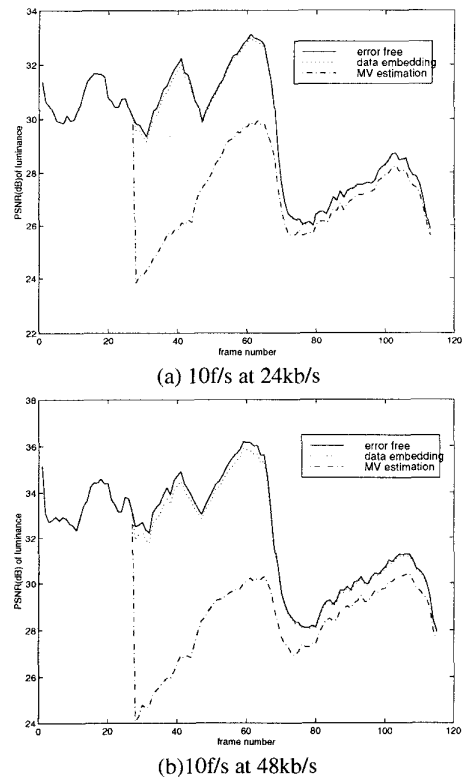 34
32
30
28
26
24
22
PSNR(dB)of luminance
error free
data embedding
MV estimation
0 20 40 60 80 100 120
frame number
(a) 10f/s at 24kb/s
38
36
34
32
30
28
26
24
PSNR(dB) of luminance
error free
data embedding
MV estimation
0 20 40 60 80 100 120
frame number
(b)10f/s at 48kb/s